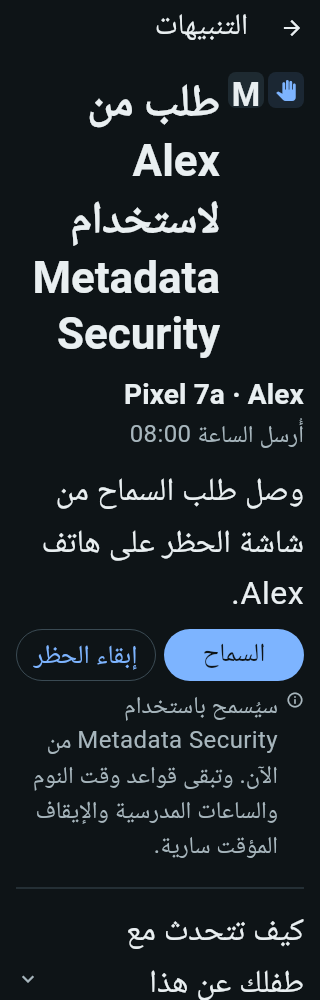 التنبيهات
M
طلب من
Alex
لاستخدام
Metadata
Security
Pixel 7a · Alex
أُرسل الساعة 08:00
وصل طلب السماح من
شاشة الحظر على هاتف
Alex.
السماح
إبقاء الحظر
سيُسمح باستخدام
Metadata Security من
الآن. وتبقى قواعد وقت النوم
والساعات المدرسية والإيقاف
المؤقت سارية.
كيف تتحدث مع
طفلك عن هذا